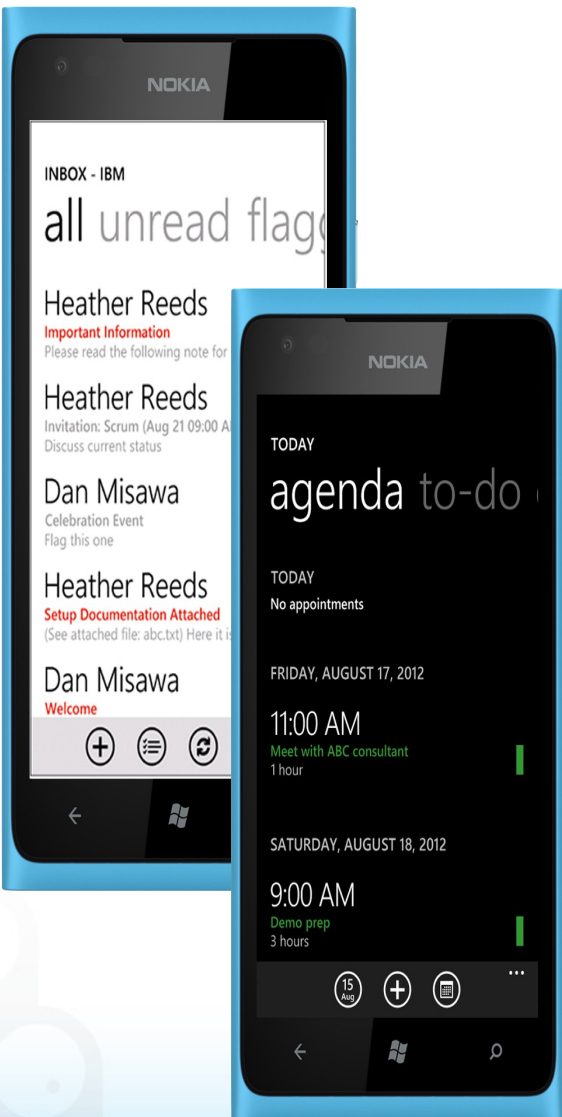 NOKIA
INBOX - IBM
all unread flagg
Heather Reeds
Important Information
Please read the following note for
Heather Reeds
Invitation: Scrum (Aug 21 09:00 A
Discuss current status
Dan Misawa
Celebration Event
Flag this one
Heather Reeds
Setup Documentation Attached
(See attached file: abc.txt) Here it is
Dan Misawa
Welcome
NOKIA
TODAY
agenda to-do
TODAY
No appointments
FRIDAY, AUGUST 17, 2012
11:00 AM
Meet with ABC consultant
1 hour
SATURDAY, AUGUST 18, 2012
9:00 AM
Demo prep
3 hours
15
Aug